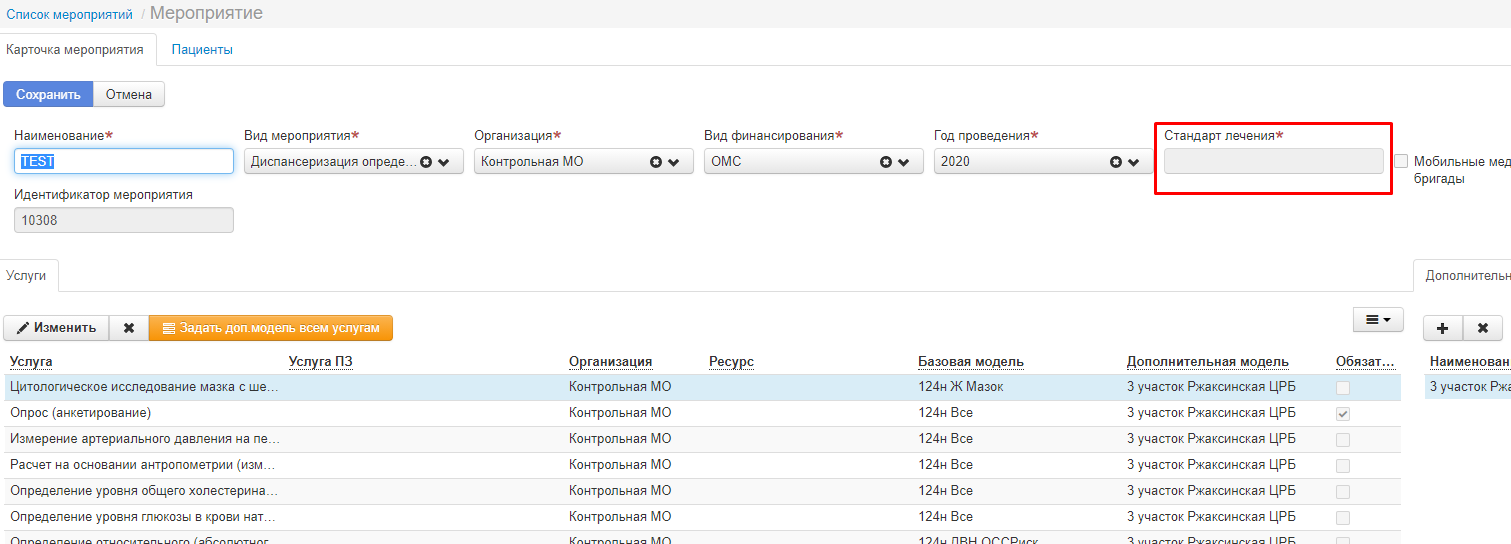 Список мероприятий / Мероприятие
Карточка мероприятия Пациенты
Сохранить Отмена
Наименование* Вид мероприятия* Организация* Вид финансирования* Год проведения* Стандарт лечения*
TEST Диспансеризация опреде... Контрольная МО ОМС 2020 Мобильные мед
бригады
Идентификатор мероприятия
10308
Услуги Дополнительн
Изменить Задать доп.модель всем услугам
Услуга Услуга ПЗ Организация Ресурс Базовая модель Дополнительная модель Обязат... Наименован
Цитологическое исследование мазка с ше... Контрольная МО 124н Ж Мазок 3 участок Ржаксинская ЦРБ 3 участок Ржа
Опрос (анкетирование) Контрольная МО 124н Все 3 участок Ржаксинская ЦРБ
Измерение артериального давления на пе... Контрольная МО 124н Все 3 участок Ржаксинская ЦРБ
Расчет на основании антропометрии (изм... Контрольная МО 124н Все 3 участок Ржаксинская ЦРБ
Определение уровня общего холестерина... Контрольная МО 124н Все 3 участок Ржаксинская ЦРБ
Определение уровня глюкозы в крови нат... Контрольная МО 124н Все 3 участок Ржаксинская ЦРБ
Определение относительного (абсолютног... Контрольная МО 124н ДВН ОССРиск 3 участок Ржаксинская ЦРБ